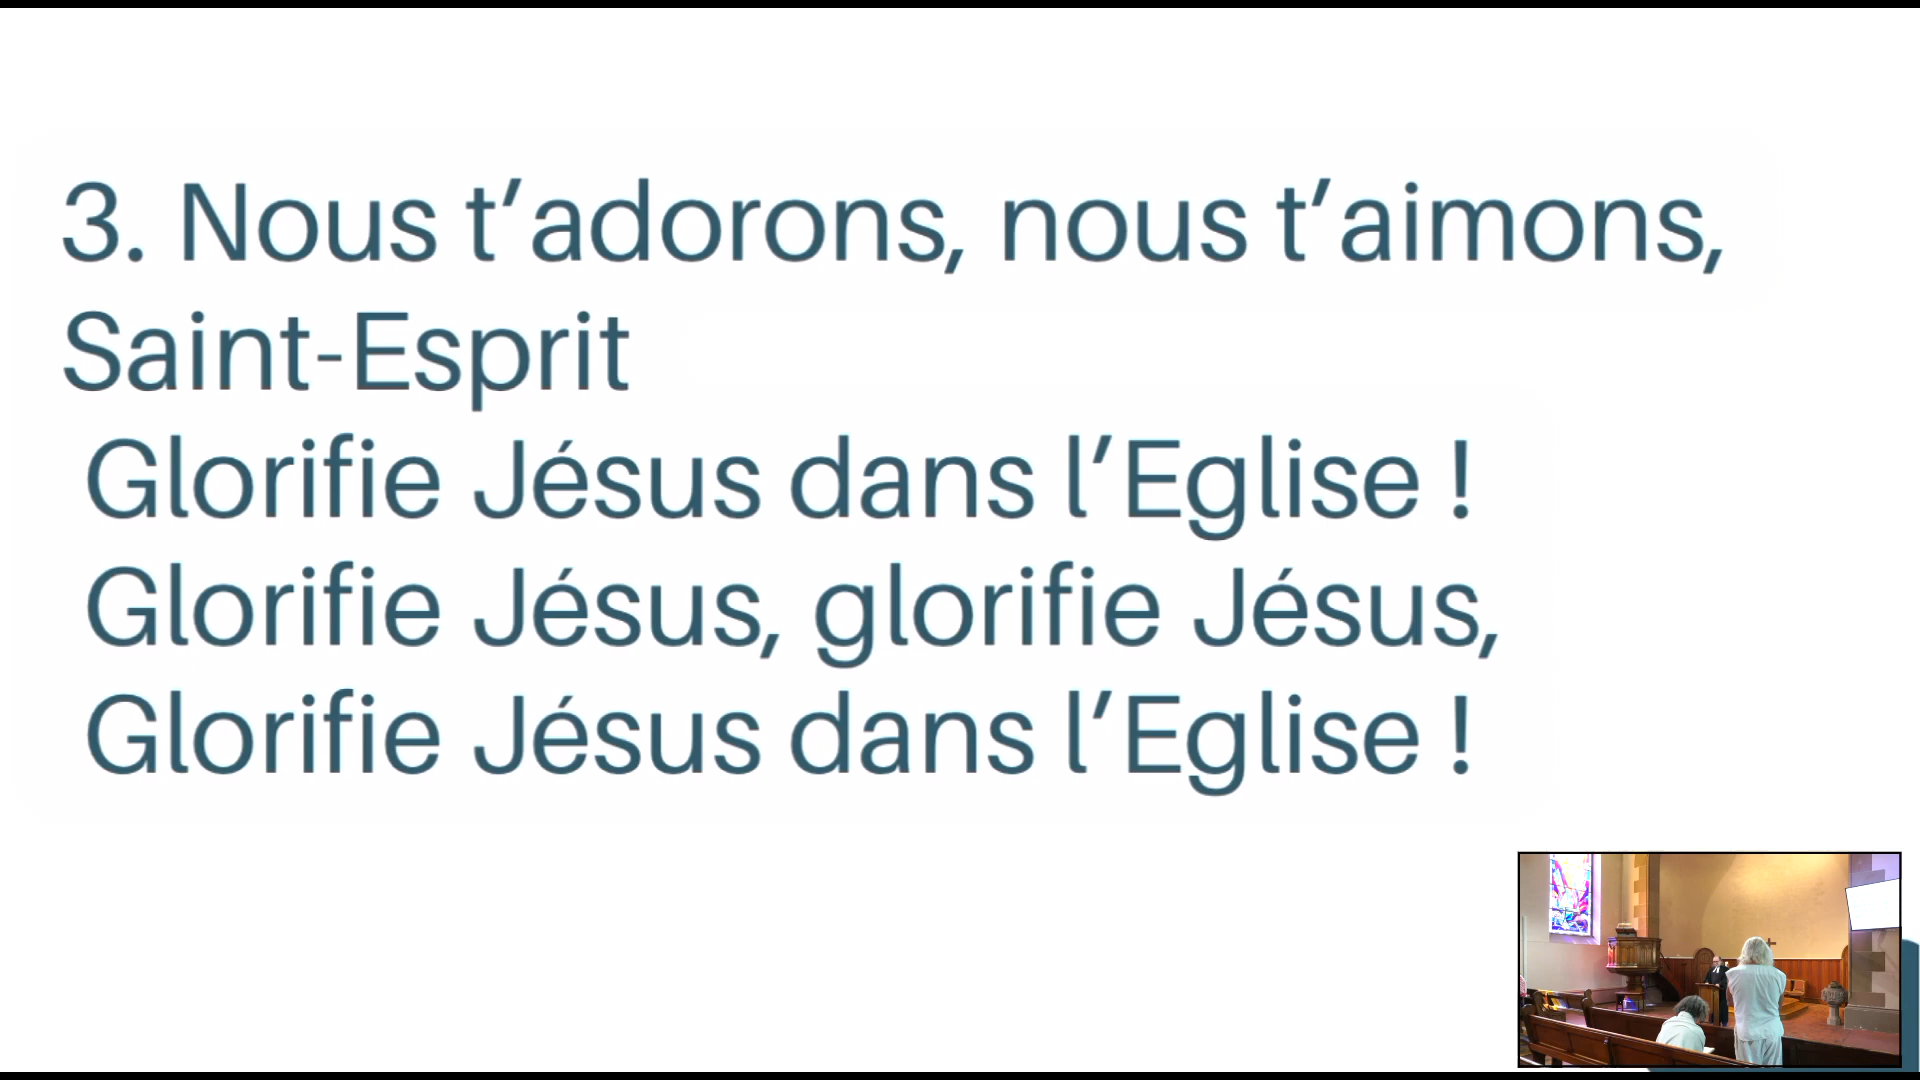 3. Nous t’adorons, nous t’aimons,
Saint-Esprit
Glorifie Jésus dans l’Eglise !
Glorifie Jésus, glorifie Jésus,
Glorifie Jésus dans l’Eglise !